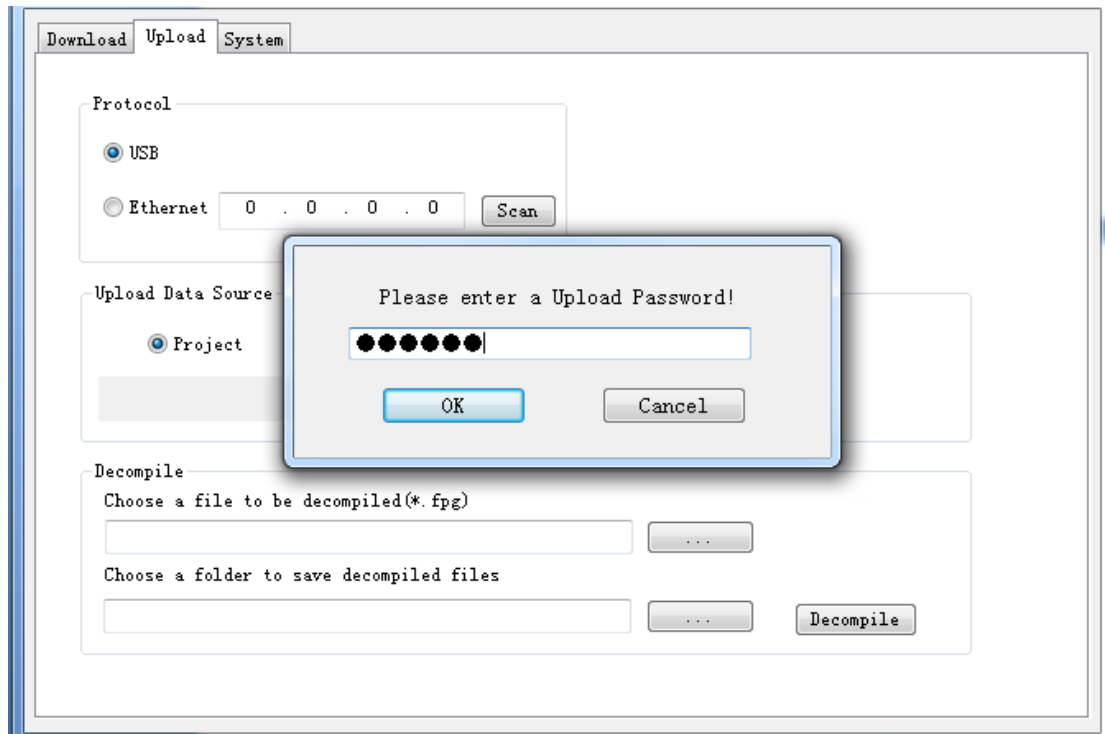 Download Upload System
Protocol
USB
Ethernet 0 . 0 . 0 . 0 Scan
Please enter a Upload Password!
●●●●●●
OK Cancel
Upload Data Source
Project
Decompile
Choose a file to be decompiled(*.fpg)
...
Choose a folder to save decompiled files
... Decompile